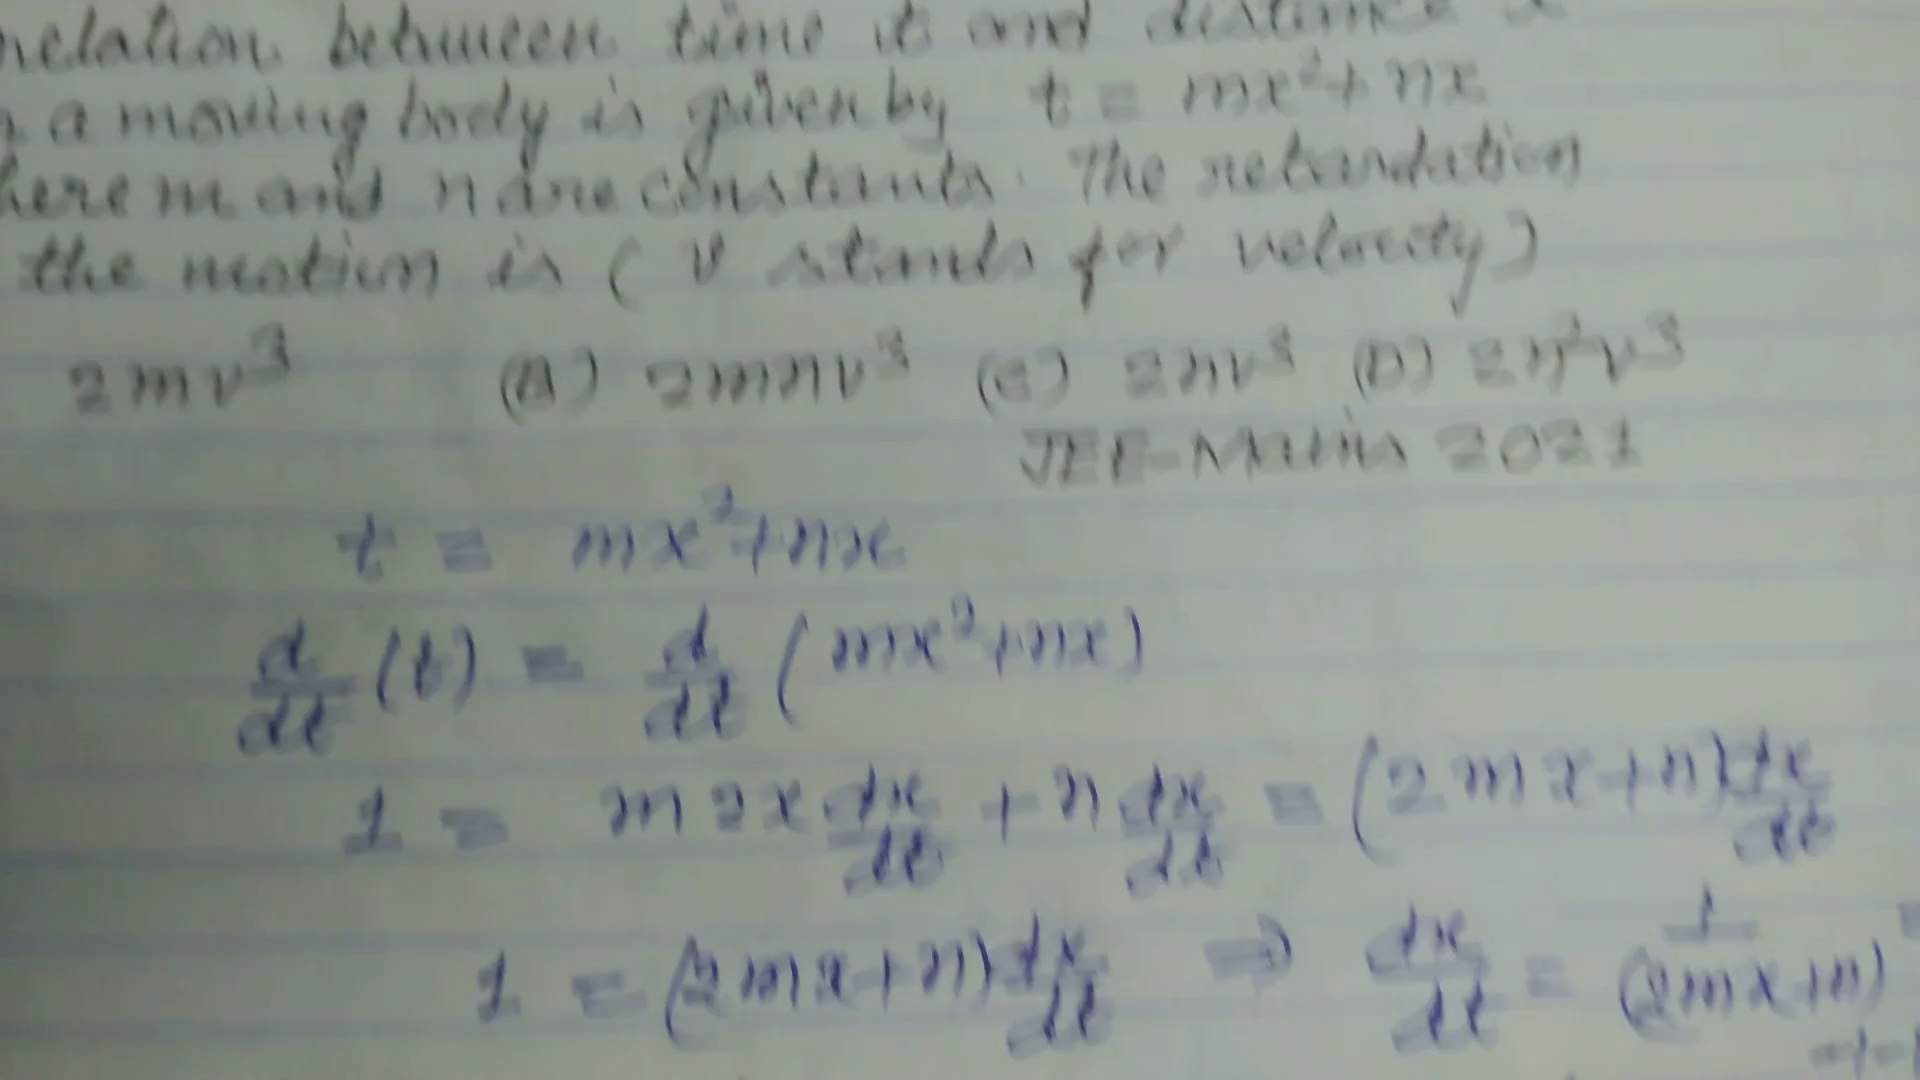 relation between time t and distance x
a moving body is given by t = mx²+nx
here m and n are constants. The retardation
the motion is ( v stands for velocity)
2mv³ (B) 2mnv³ (C) 2nv³ (D) 2n²v³
JEE-Mains 2021
t = mx²+nx
d/dt (t) = d/dt (mx²+nx)
1 = m2x dx/dt + n dx/dt = (2mx+n) dx/dt
1 = (2mx+n) dx/dt ⇒ dx/dt = 1/(2mx+n) =